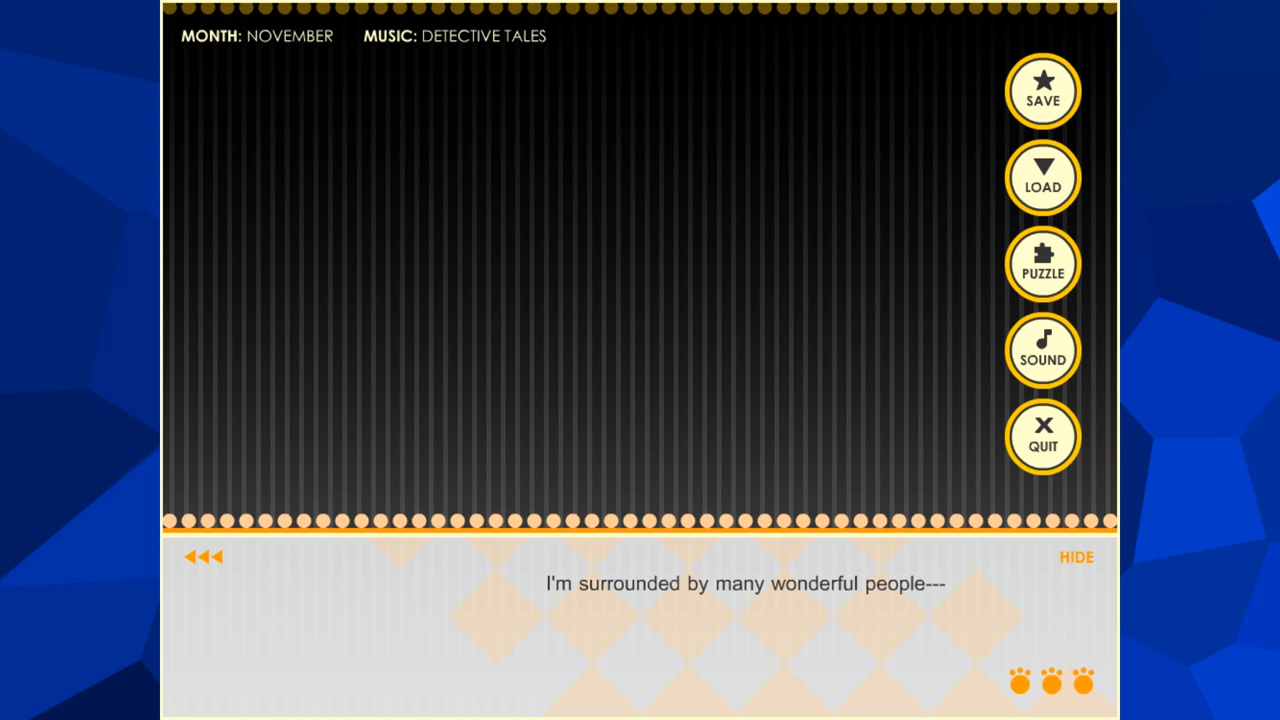 MONTH: NOVEMBER MUSIC: DETECTIVE TALES
SAVE
LOAD
PUZZLE
SOUND
QUIT
HIDE
I'm surrounded by many wonderful people---